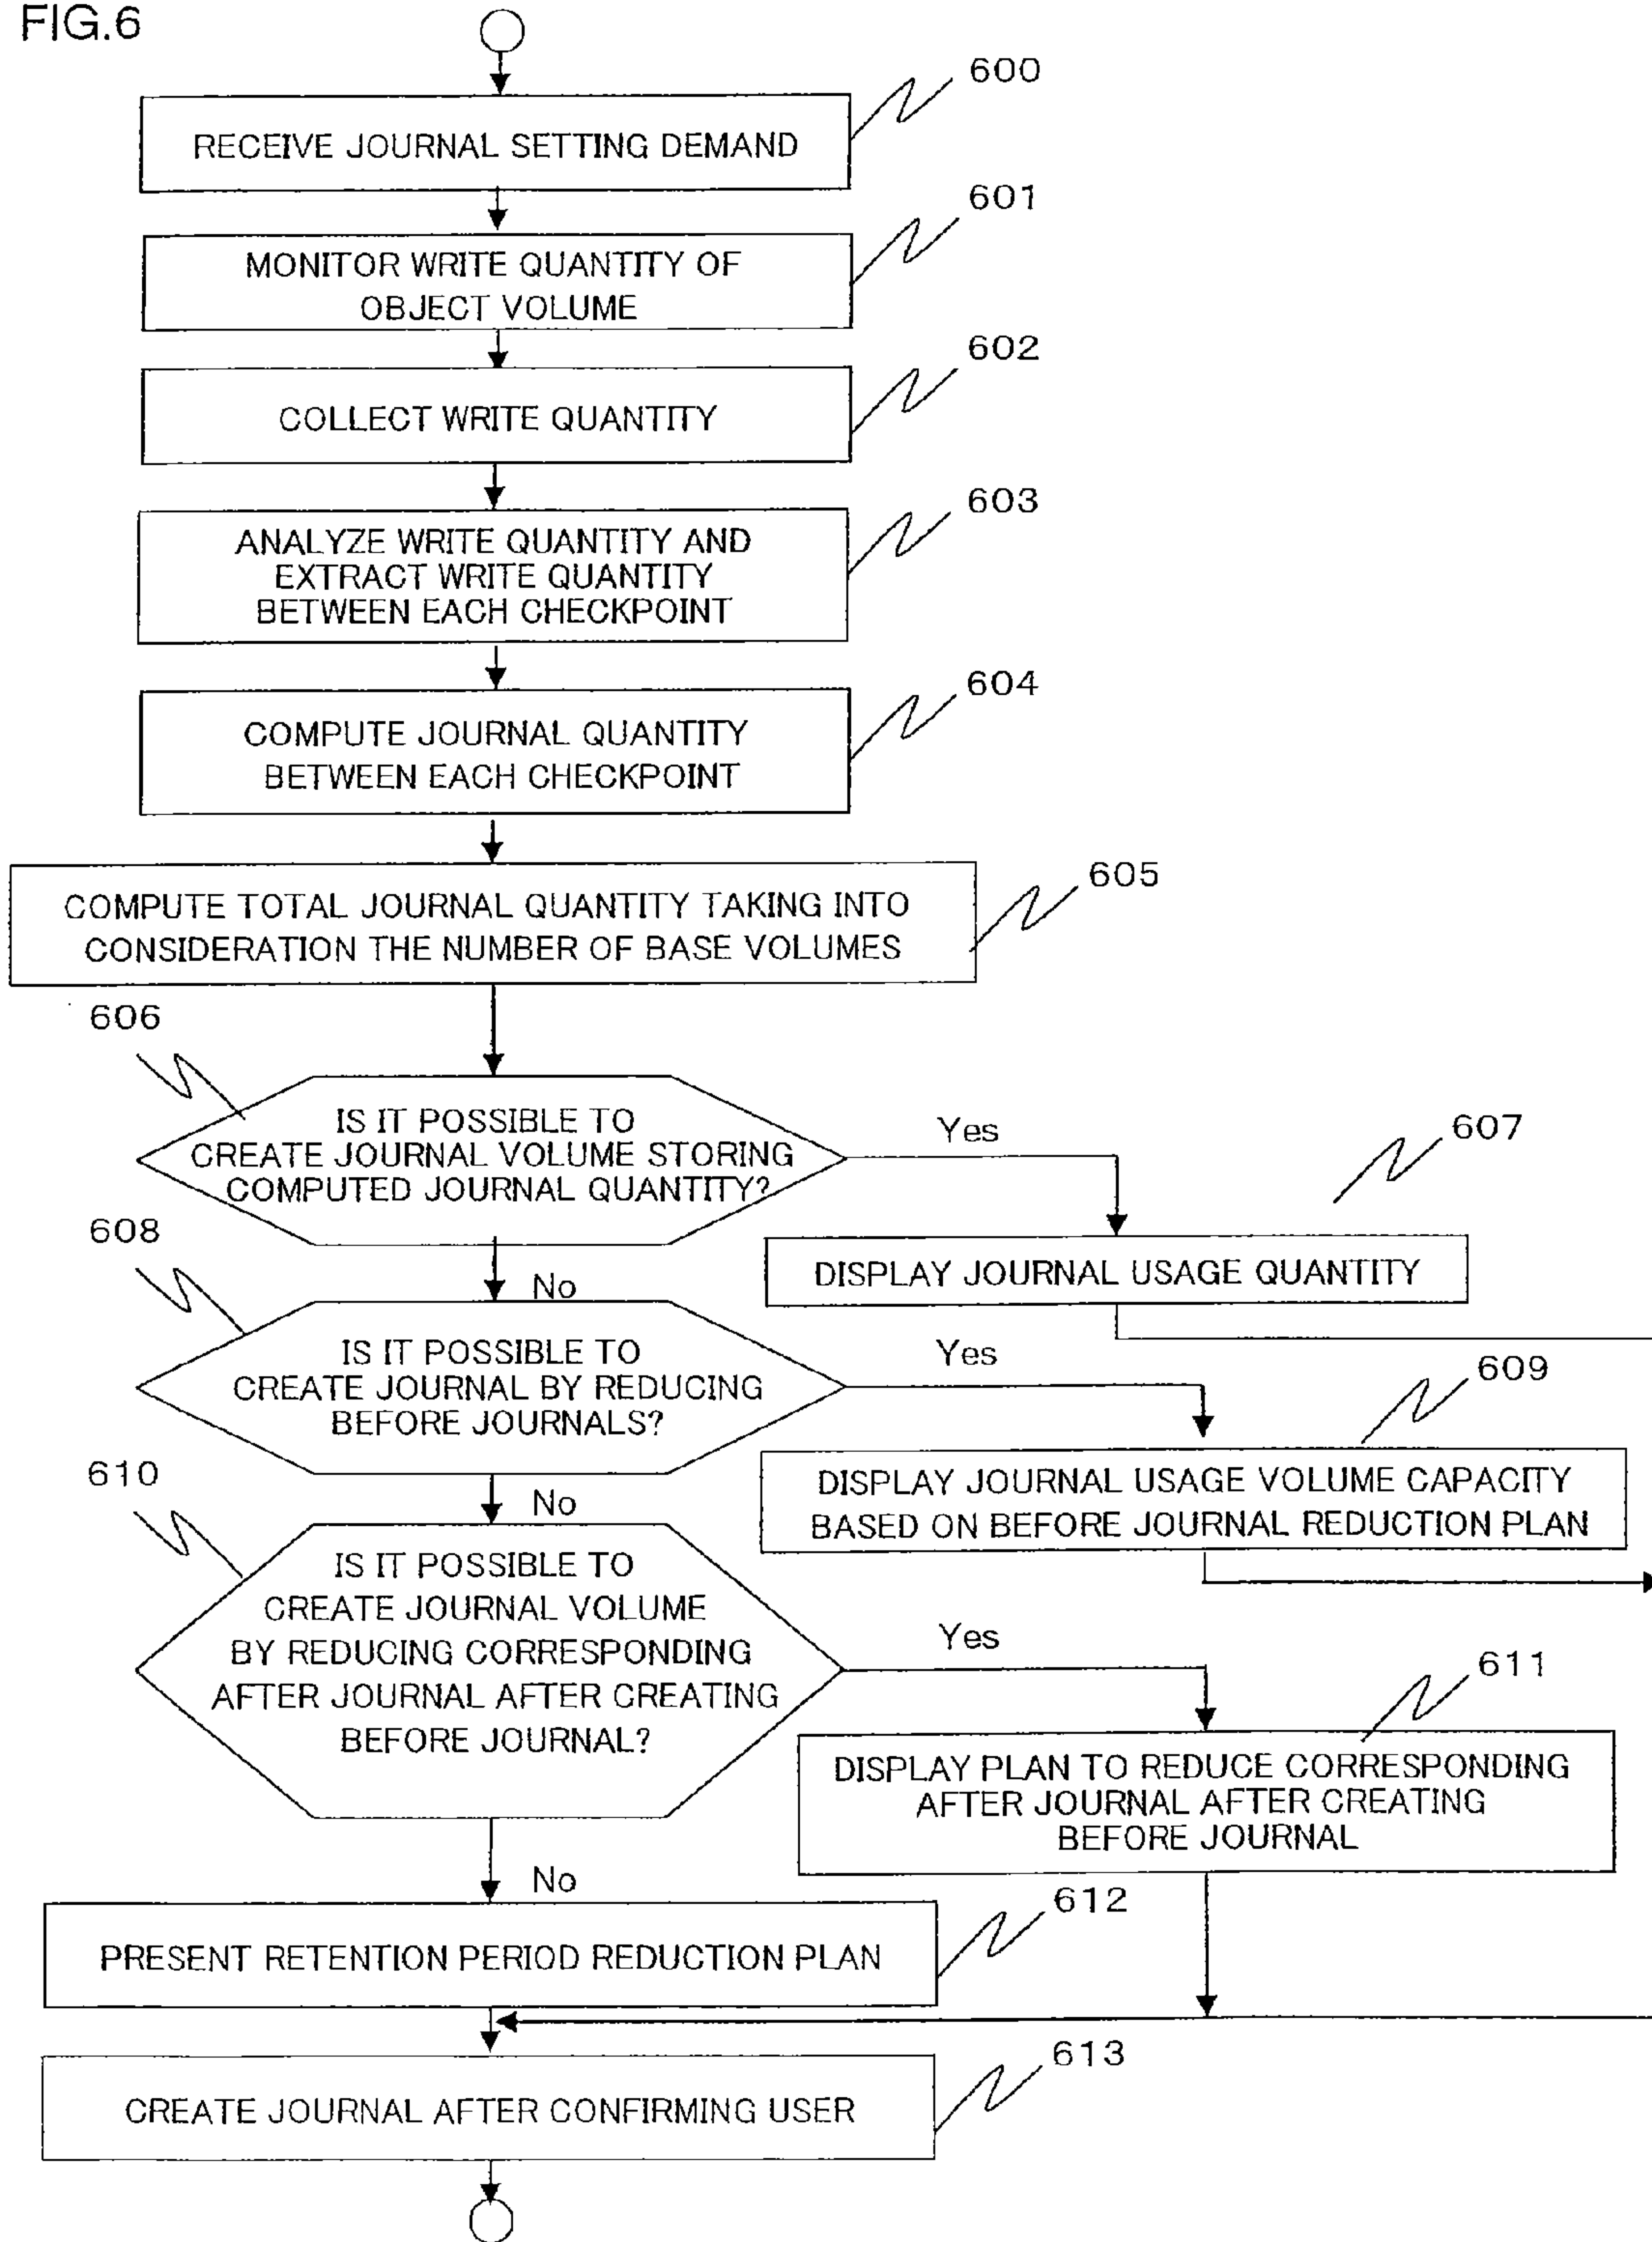 FIG.6
600
RECEIVE JOURNAL SETTING DEMAND
601
MONITOR WRITE QUANTITY OF
OBJECT VOLUME
602
COLLECT WRITE QUANTITY
603
ANALYZE WRITE QUANTITY AND
EXTRACT WRITE QUANTITY
BETWEEN EACH CHECKPOINT
604
COMPUTE JOURNAL QUANTITY
BETWEEN EACH CHECKPOINT
605
COMPUTE TOTAL JOURNAL QUANTITY TAKING INTO
CONSIDERATION THE NUMBER OF BASE VOLUMES
606
IS IT POSSIBLE TO
CREATE JOURNAL VOLUME STORING
COMPUTED JOURNAL QUANTITY?
Yes
607
DISPLAY JOURNAL USAGE QUANTITY
No
608
IS IT POSSIBLE TO
CREATE JOURNAL BY REDUCING
BEFORE JOURNALS?
Yes
609
DISPLAY JOURNAL USAGE VOLUME CAPACITY
BASED ON BEFORE JOURNAL REDUCTION PLAN
No
610
IS IT POSSIBLE TO
CREATE JOURNAL VOLUME
BY REDUCING CORRESPONDING
AFTER JOURNAL AFTER CREATING
BEFORE JOURNAL?
Yes
611
DISPLAY PLAN TO REDUCE CORRESPONDING
AFTER JOURNAL AFTER CREATING
BEFORE JOURNAL
No
612
PRESENT RETENTION PERIOD REDUCTION PLAN
613
CREATE JOURNAL AFTER CONFIRMING USER